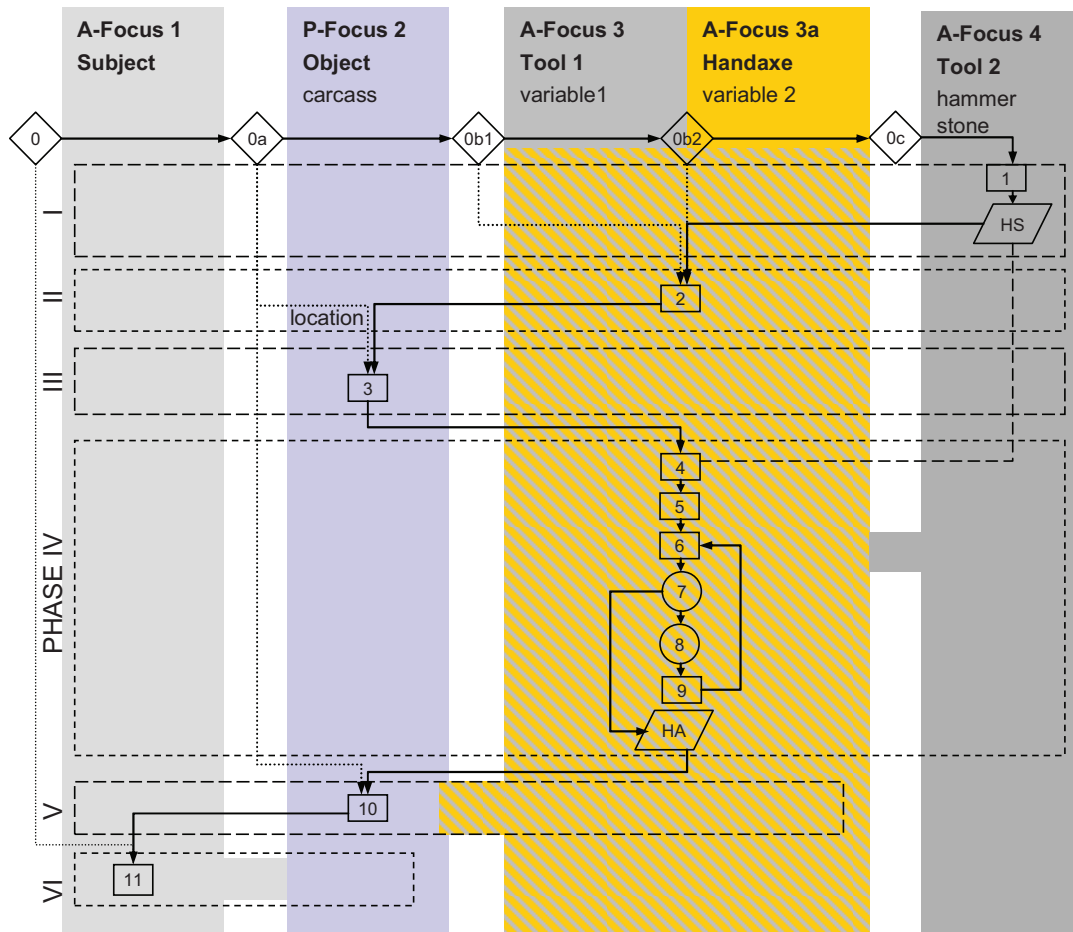 A-Focus 1
Subject
P-Focus 2
Object
carcass
A-Focus 3
Tool 1
variable1
A-Focus 3a
Handaxe
variable 2
A-Focus 4
Tool 2
hammer
stone
0
0a
0b1
0b2
0c
1
I
HS
II
2
location
III
3
4
5
6
PHASE IV
7
8
9
HA
V
10
VI
11